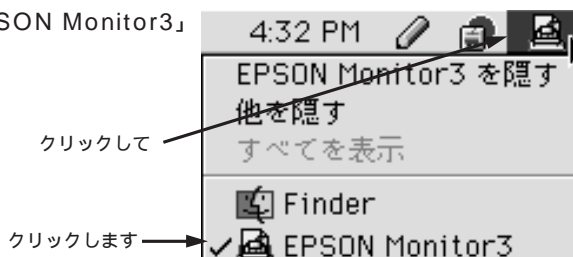 SON Monitor3」
4:32 PM
EPSON Monitor3 を隠す
他を隠す
クリックして
すべてを表示
Finder
クリックします
✓ EPSON Monitor3